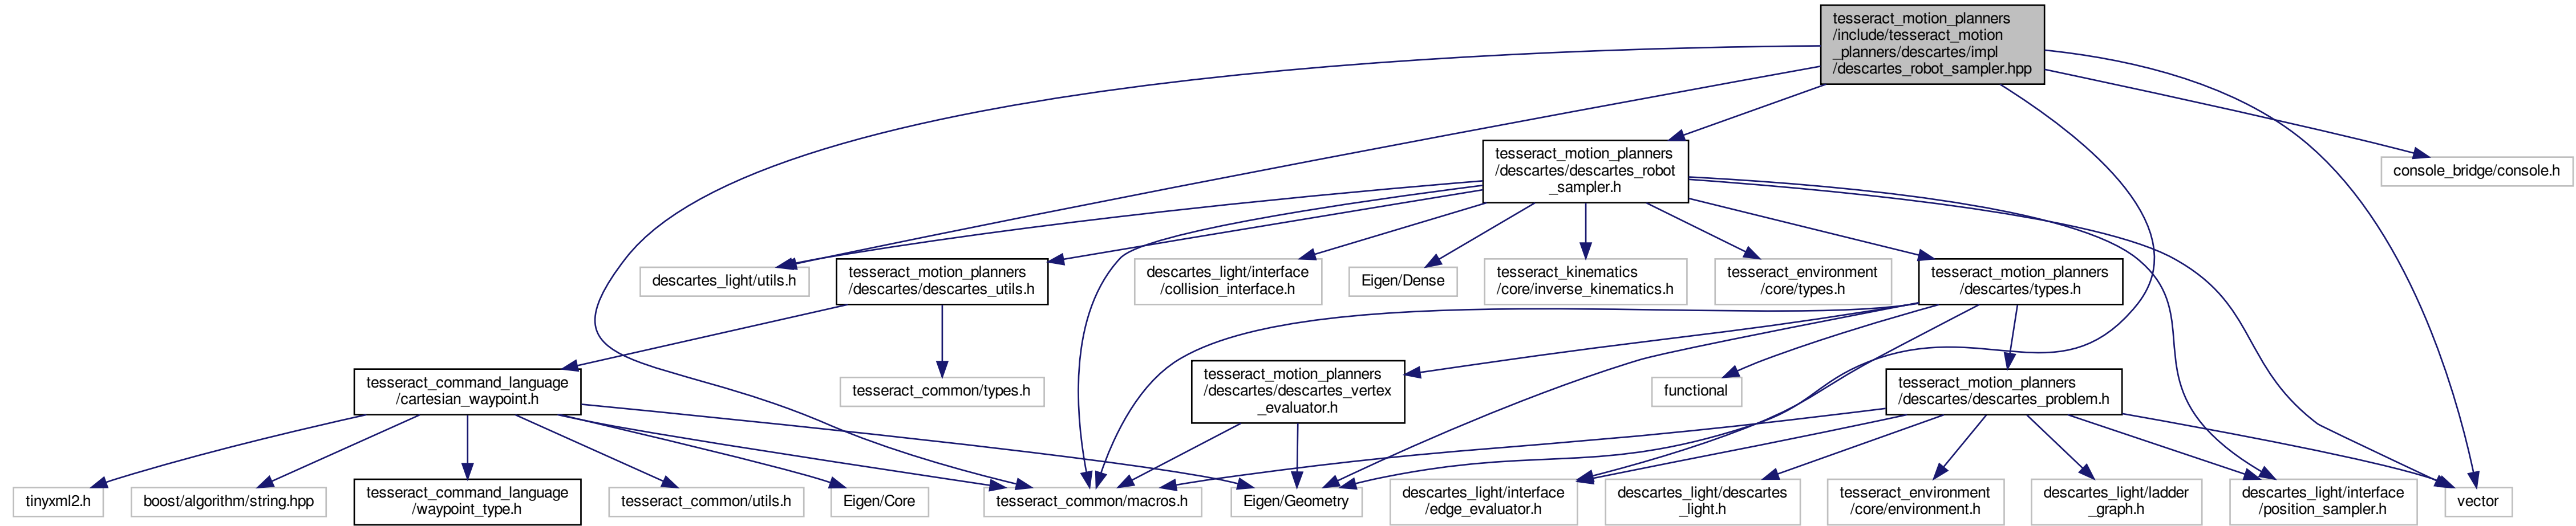 tesseract_motion_planners
/include/tesseract_motion
_planners/descartes/impl
/descartes_robot_sampler.hpp
tesseract_motion_planners
/descartes/descartes_robot
_sampler.h
console_bridge/console.h
descartes_light/utils.h
tesseract_motion_planners
/descartes/descartes_utils.h
descartes_light/interface
/collision_interface.h
Eigen/Dense
tesseract_kinematics
/core/inverse_kinematics.h
tesseract_environment
/core/types.h
tesseract_motion_planners
/descartes/types.h
tesseract_command_language
/cartesian_waypoint.h
tesseract_common/types.h
tesseract_motion_planners
/descartes/descartes_vertex
_evaluator.h
functional
tesseract_motion_planners
/descartes/descartes_problem.h
tinyxml2.h
boost/algorithm/string.hpp
tesseract_command_language
/waypoint_type.h
tesseract_common/utils.h
Eigen/Core
tesseract_common/macros.h
Eigen/Geometry
descartes_light/interface
/edge_evaluator.h
descartes_light/descartes
_light.h
tesseract_environment
/core/environment.h
descartes_light/ladder
_graph.h
descartes_light/interface
/position_sampler.h
vector